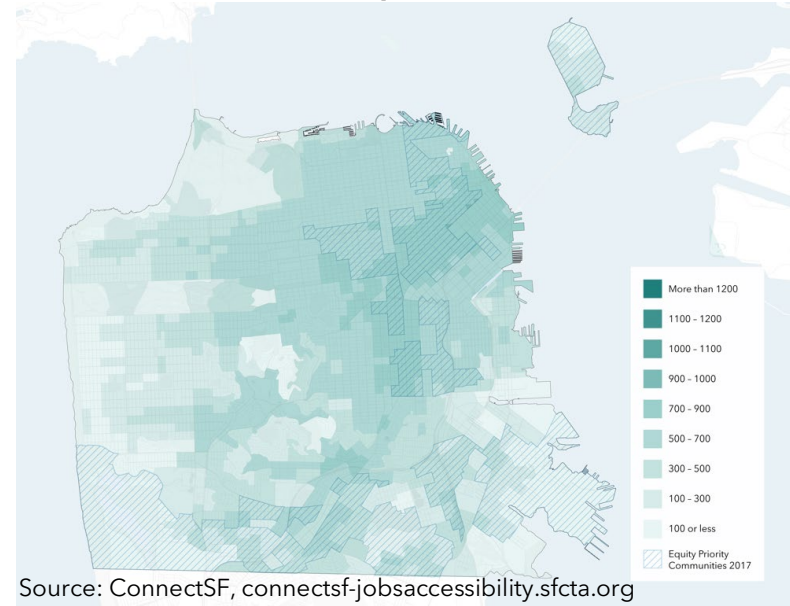 More than 1200
1100 – 1200
1000 – 1100
900 – 1000
700 – 900
500 – 700
300 – 500
100 – 300
100 or less
Equity Priority
Communities 2017
Source: ConnectSF, connectsf-jobsaccessibility.sfcta.org